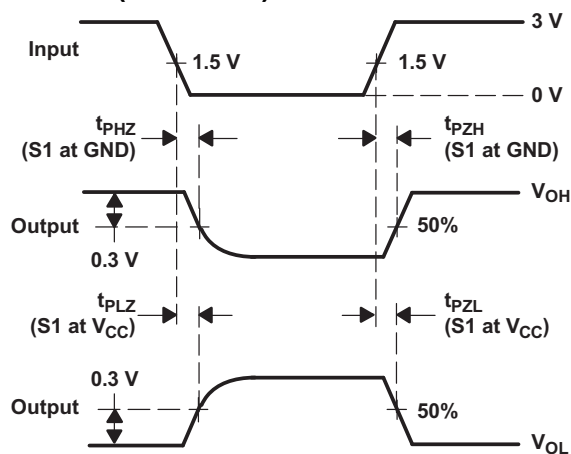 3 V
Input
1.5 V
1.5 V
0 V
tPHZ
(S1 at GND)
tPZH
(S1 at GND)
VOH
Output
50%
0.3 V
tPLZ
(S1 at VCC)
tPZL
(S1 at VCC)
0.3 V
Output
50%
VOL